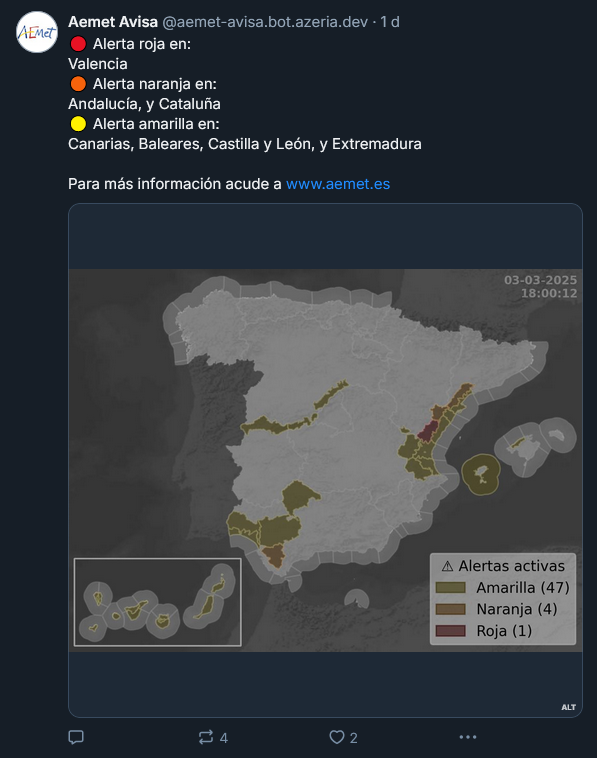 AEmet
Aemet Avisa @aemet-avisa.bot.azeria.dev · 1 d
🔴 Alerta roja en:
Valencia
🟠 Alerta naranja en:
Andalucía, y Cataluña
🟡 Alerta amarilla en:
Canarias, Baleares, Castilla y León, y Extremadura
Para más información acude a www.aemet.es
03-03-2025
18:00:12
⚠ Alertas activas
Amarilla (47)
Naranja (4)
Roja (1)
ALT
4
2